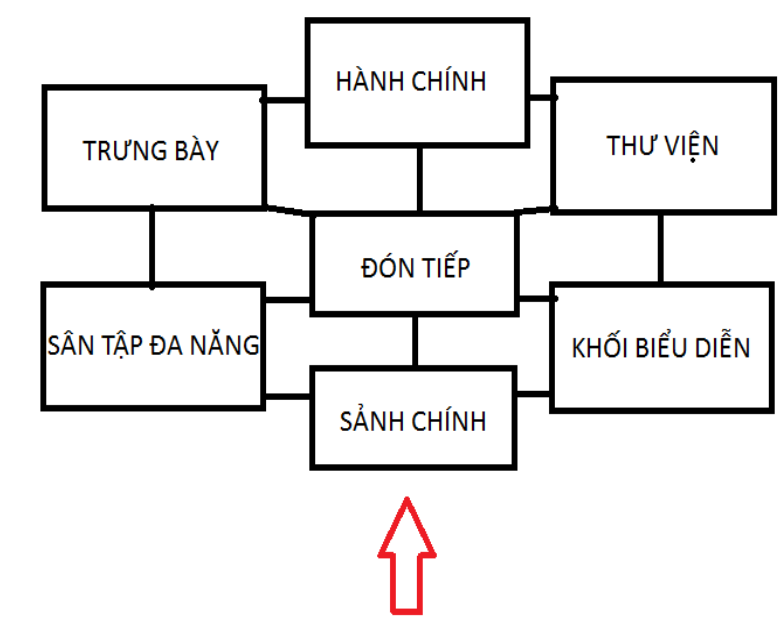 HÀNH CHÍNH
TRƯNG BÀY
THƯ VIỆN
ĐÓN TIẾP
SÂN TẬP ĐA NĂNG
KHỐI BIỂU DIỄN
SẢNH CHÍNH